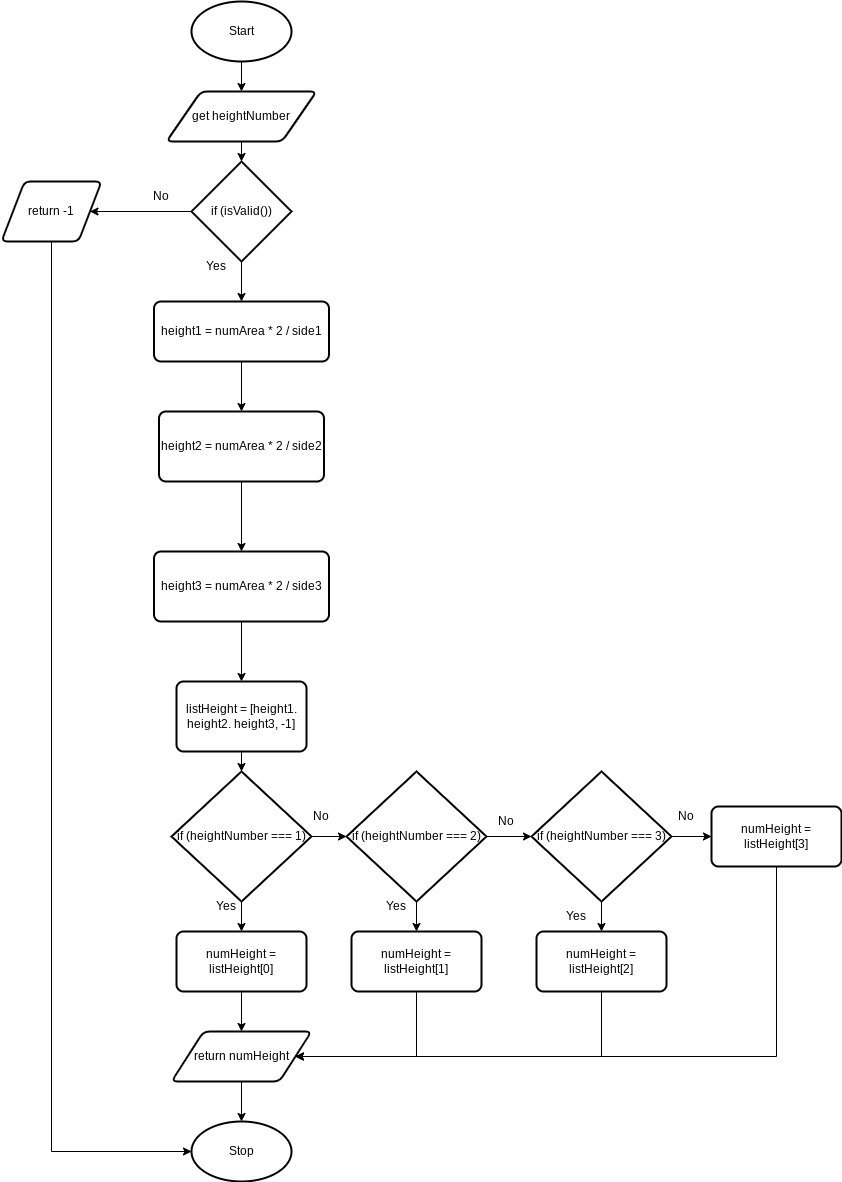 Start
get heightNumber
if (isValid())
No
return -1
Yes
height1 = numArea * 2 / side1
height2 = numArea * 2 / side2
height3 = numArea * 2 / side3
listHeight = [height1.
height2. height3, -1]
if (heightNumber === 1)
No
if (heightNumber === 2)
No
if (heightNumber === 3)
No
numHeight =
listHeight[3]
Yes
Yes
Yes
numHeight =
listHeight[0]
numHeight =
listHeight[1]
numHeight =
listHeight[2]
return numHeight
Stop